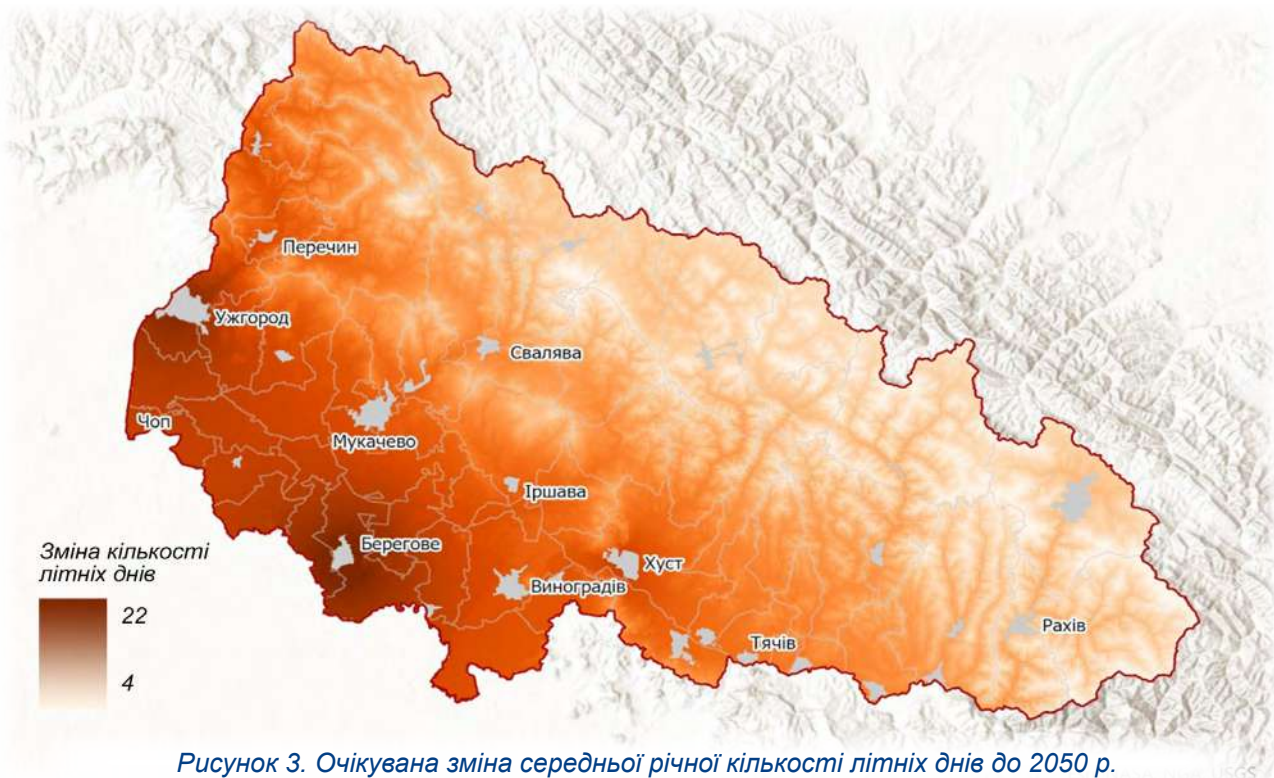 Перечин
Ужгород
Свалява
Чоп
Мукачево
Іршава
Берегове
Хуст
Виноградів
Тячів
Рахів
Зміна кількості
літніх днів
22
4
Рисунок 3. Очікувана зміна середньої річної кількості літніх днів до 2050 р.